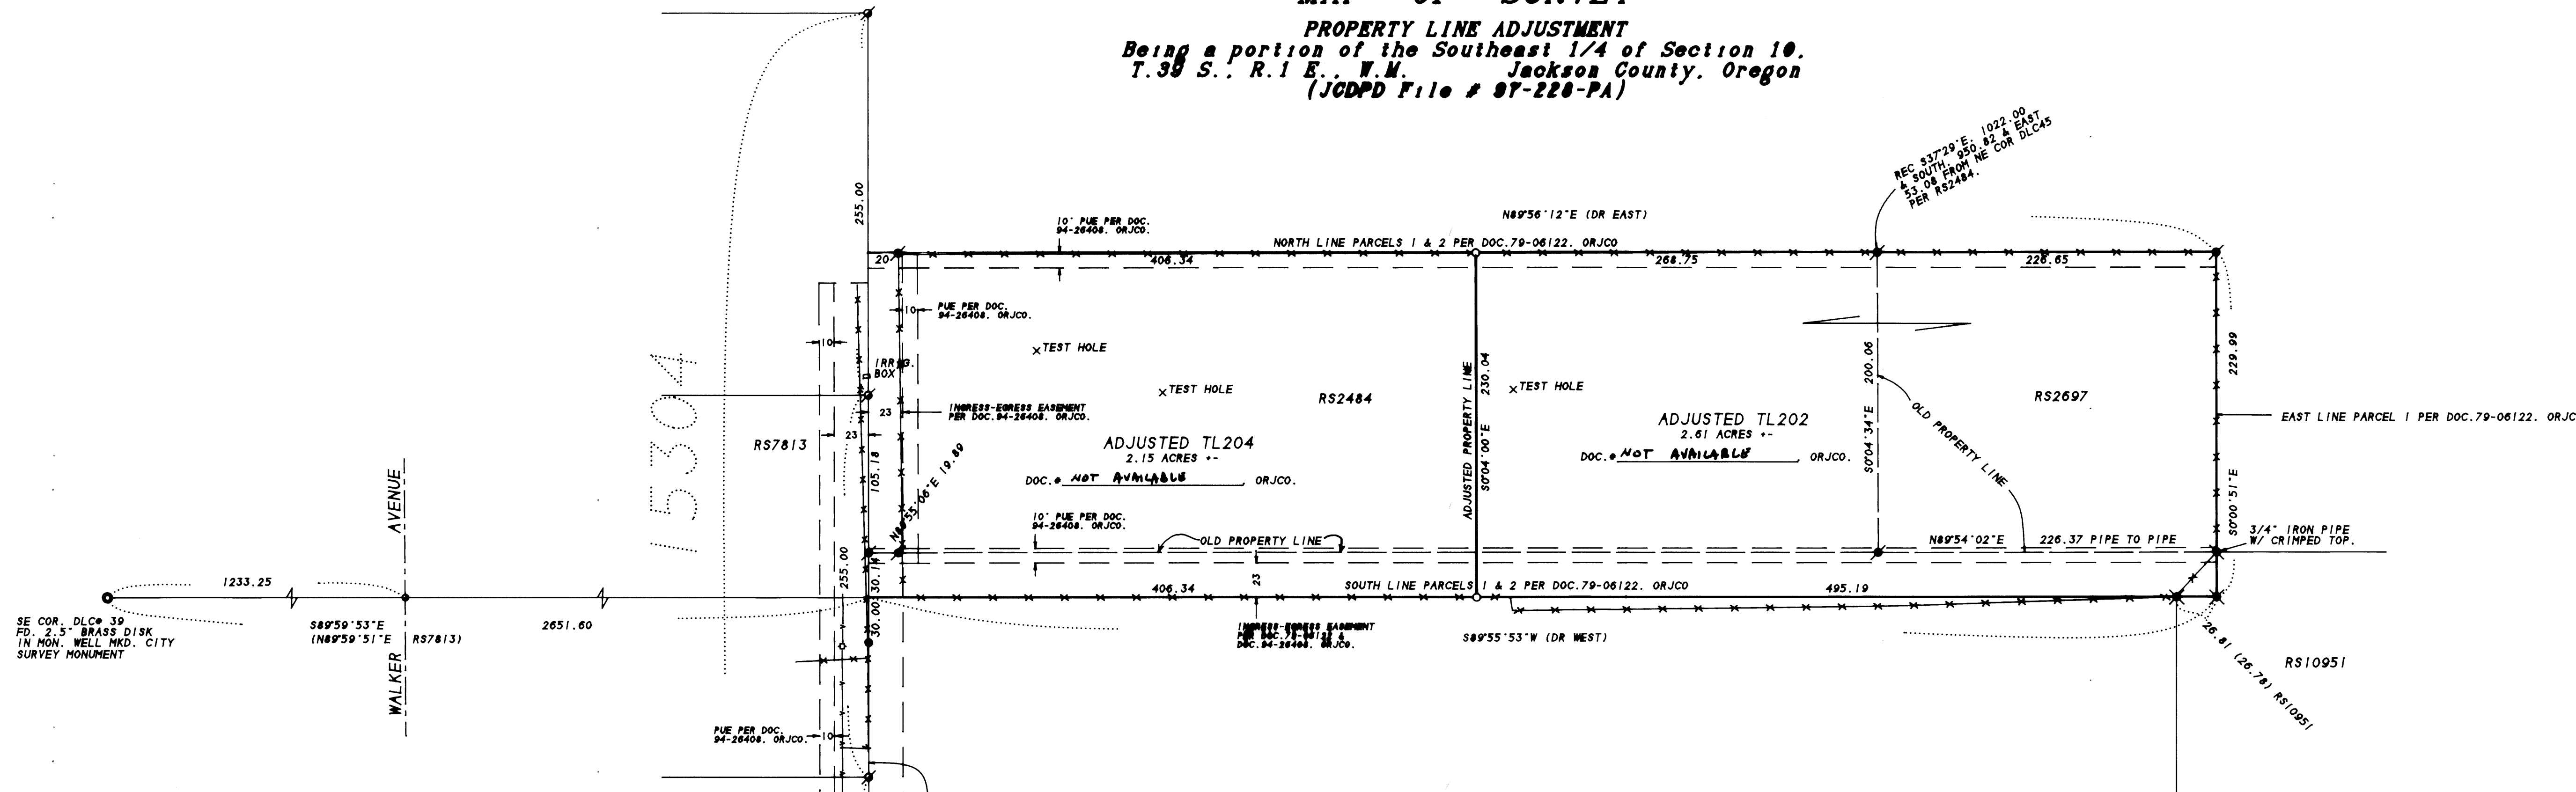 MAP OF SURVEY
PROPERTY LINE ADJUSTMENT
Being a portion of the Southeast 1/4 of Section 10,
T.39 S., R.1 E., W.M. Jackson County, Oregon
(JCDPD File # 97-228-PA)
REC S37°29'E, 1022.00
& SOUTH, 950.82 & EAST
53.08 FROM NE COR DLC45
PER RS2484.
255.00
10' PUE PER DOC.
94-26408, ORJCO.
N89°56'12"E (DR EAST)
NORTH LINE PARCELS 1 & 2 PER DOC.79-06122, ORJCO
20
406.34
268.75
226.65
10
PUE PER DOC.
94-26408, ORJCO.
10
TEST HOLE
IRRIG.
BOX
TEST HOLE
TEST HOLE
RS2484
23
INGRESS-EGRESS EASEMENT
PER DOC.94-26408, ORJCO.
15304
RS7813
23
105.18
N89°55'06"E 19.89
ADJUSTED TL204
2.15 ACRES +-
DOC.# NOT AVAILABLE , ORJCO.
ADJUSTED PROPERTY LINE
S0°04'00"E 230.04
ADJUSTED TL202
2.61 ACRES +-
DOC.# NOT AVAILABLE , ORJCO.
S0°04'34"E 200.06
OLD PROPERTY LINE
RS2697
229.99
S0°00'51"E
EAST LINE PARCEL 1 PER DOC.79-06122, ORJC
10' PUE PER DOC.
94-26408, ORJCO.
OLD PROPERTY LINE
N89°54'02"E 226.37 PIPE TO PIPE
3/4" IRON PIPE
W/ CRIMPED TOP.
WALKER AVENUE
1233.25
SE COR. DLC# 39
FD. 2.5" BRASS DISK
IN MON. WELL MKD. CITY
SURVEY MONUMENT
S89°59'53"E
(N89°59'51"E RS7813)
2651.60
255.00
30.14
30.00
23
406.34
SOUTH LINE PARCELS 1 & 2 PER DOC.79-06122, ORJCO
495.19
INGRESS-EGRESS EASEMENT
PER DOC.79-06122 &
DOC.94-26408, ORJCO.
S89°55'53"W (DR WEST)
26.81 (26.78) RS10951
RS10951
PUE PER DOC.
94-26408, ORJCO.
10